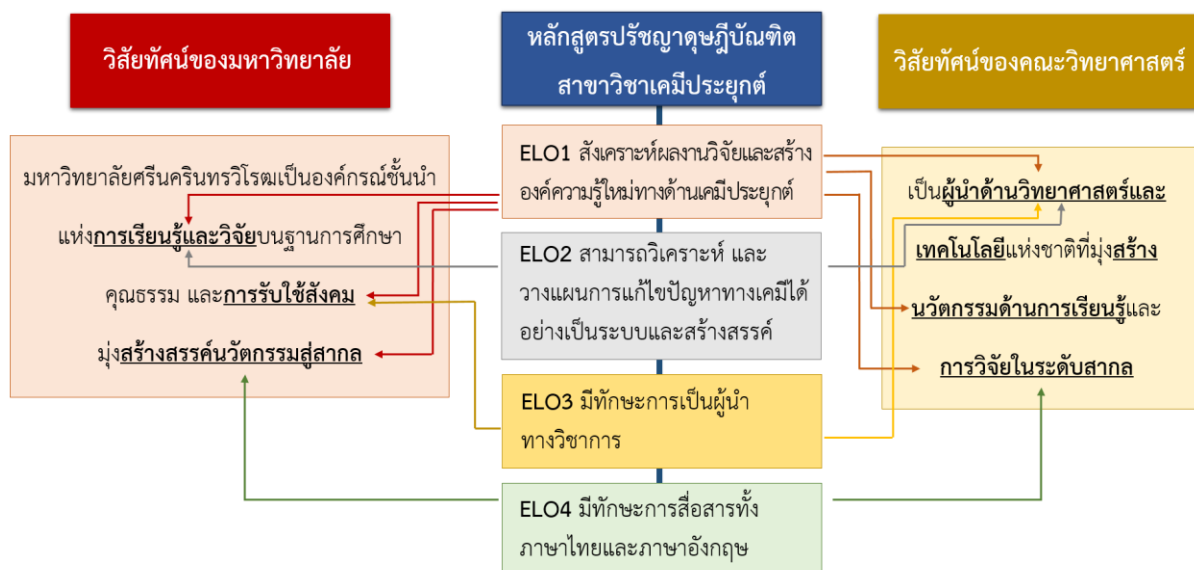 วิสัยทัศน์ของมหาวิทยาลัย
มหาวิทยาลัยศรีนครินทรวิโรฒเป็นองค์กรณ์ชั้นนำ
แห่งการเรียนรู้และวิจัยบนฐานการศึกษา
คุณธรรม และการรับใช้สังคม
มุ่งสร้างสรรค์นวัตกรรมสู่สากล
หลักสูตรปรัชญาดุษฎีบัณฑิต
สาขาวิชาเคมีประยุกต์
ELO1 สังเคราะห์ผลงานวิจัยและสร้าง
องค์ความรู้ใหม่ทางด้านเคมีประยุกต์
ELO2 สามารถวิเคราะห์ และ
วางแผนการแก้ไขปัญหาทางเคมีได้
อย่างเป็นระบบและสร้างสรรค์
ELO3 มีทักษะการเป็นผู้นำ
ทางวิชาการ
ELO4 มีทักษะการสื่อสารทั้ง
ภาษาไทยและภาษาอังกฤษ
วิสัยทัศน์ของคณะวิทยาศาสตร์
เป็นผู้นำด้านวิทยาศาสตร์และ
เทคโนโลยีแห่งชาติที่มุ่งสร้าง
นวัตกรรมด้านการเรียนรู้และ
การวิจัยในระดับสากล